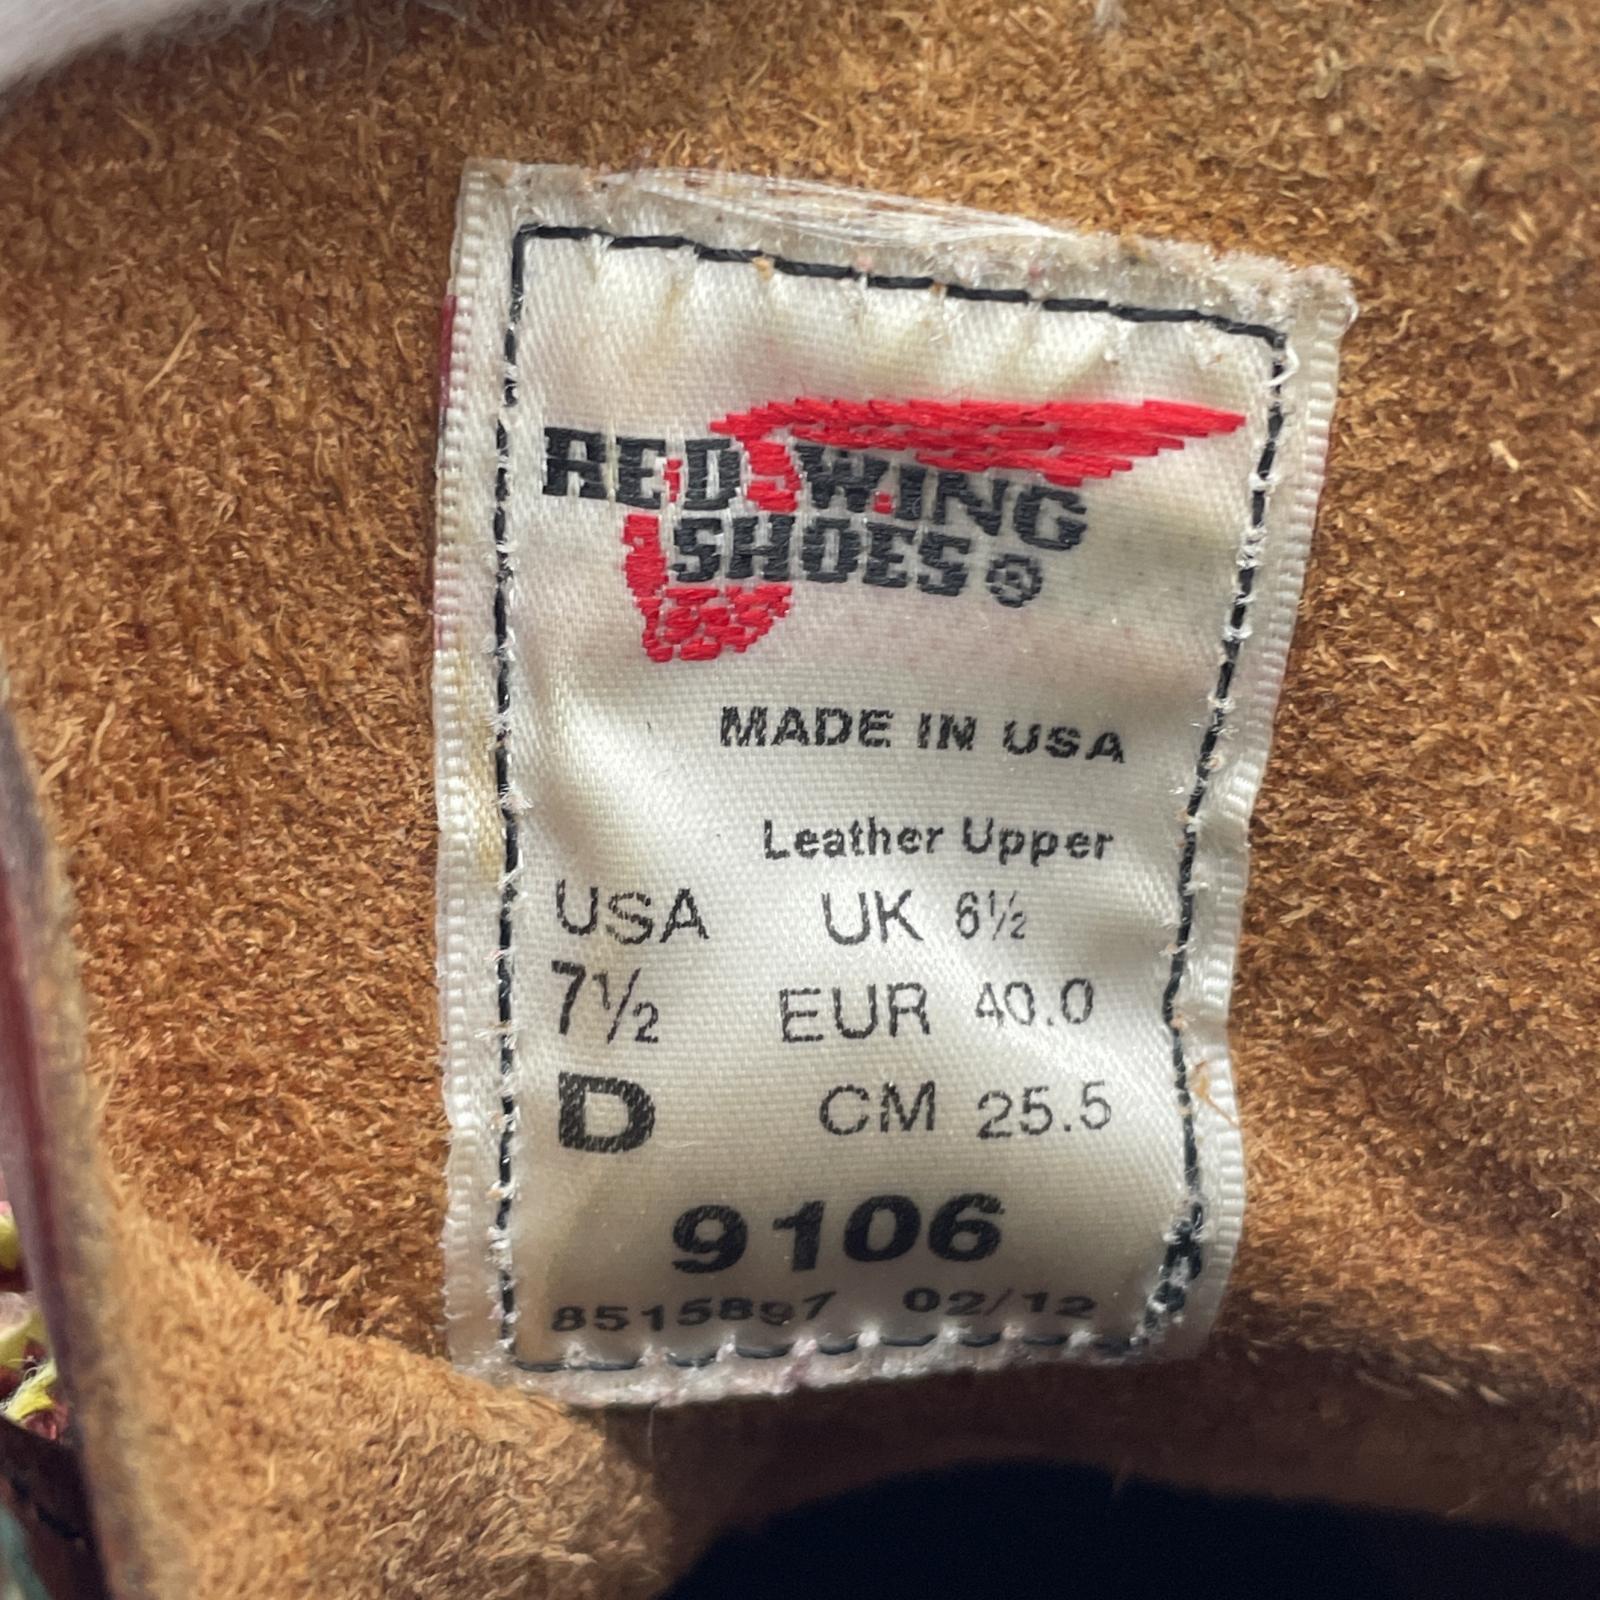 RED WING
SHOES ®
MADE IN USA
Leather Upper
USA UK 6½
7½ EUR 40.0
D CM 25.5
9106
8515897 02/12